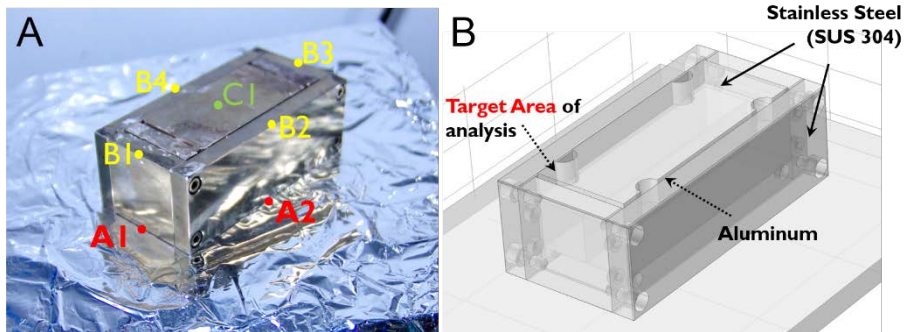 A
B4
B3
C1
B2
B1
A1
A2
B
Stainless Steel
(SUS 304)
Target Area of
analysis
Aluminum